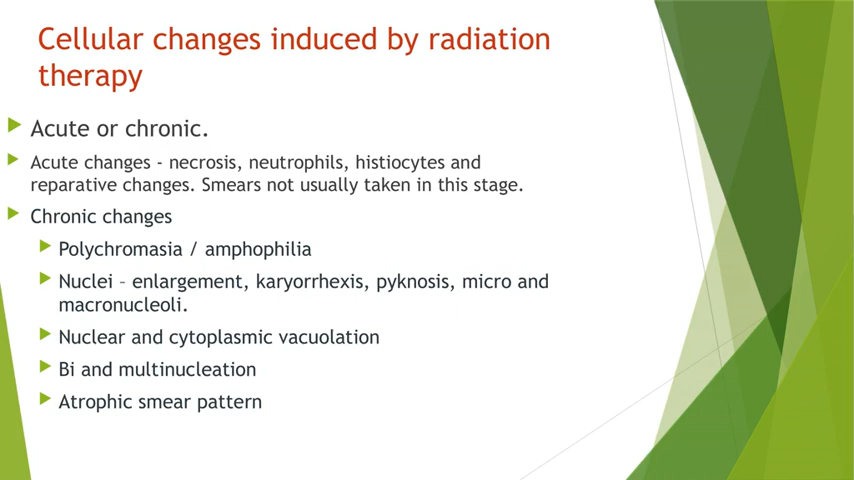 Cellular changes induced by radiation
therapy
Acute or chronic.
Acute changes - necrosis, neutrophils, histiocytes and
reparative changes. Smears not usually taken in this stage.
Chronic changes
Polychromasia / amphophilia
Nuclei – enlargement, karyorrhexis, pyknosis, micro and
macronucleoli.
Nuclear and cytoplasmic vacuolation
Bi and multinucleation
Atrophic smear pattern